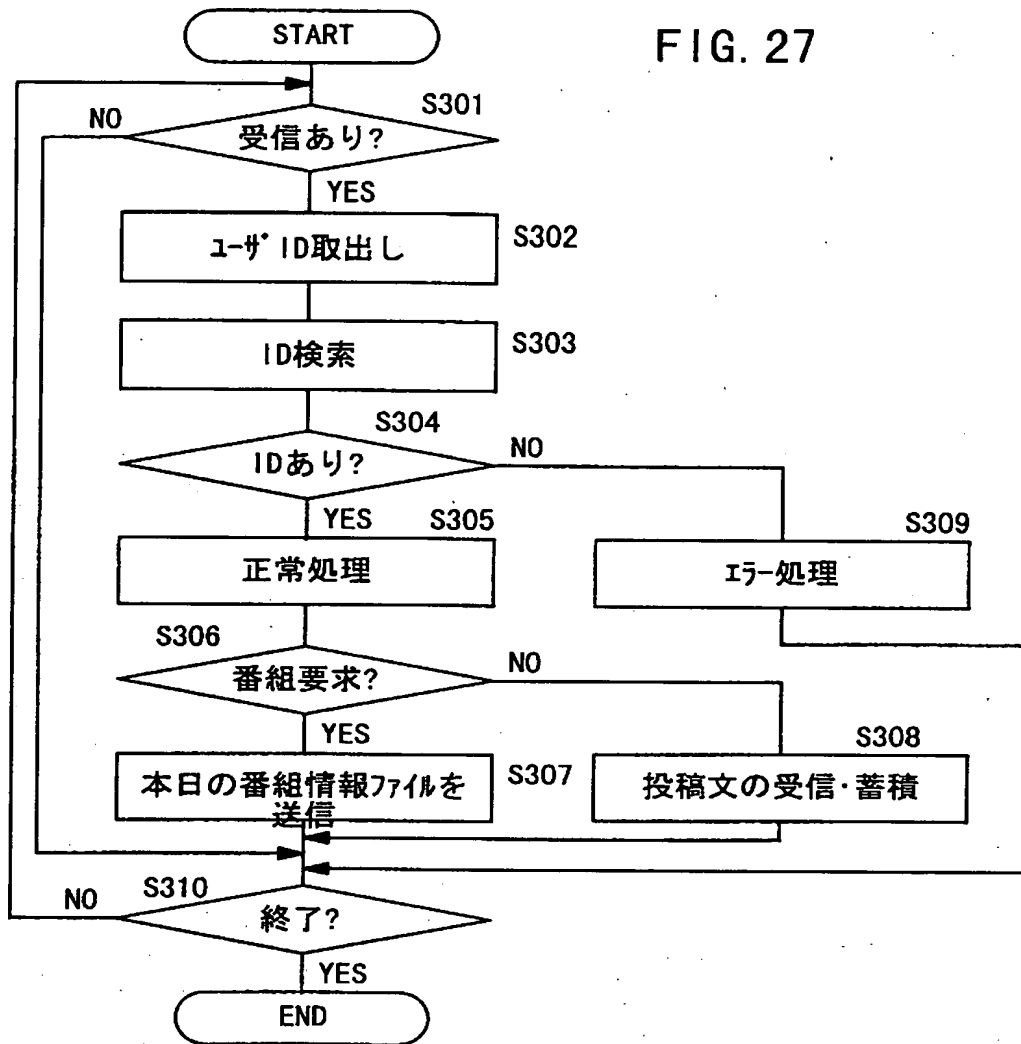 START
FIG. 27
S301
NO
受信あり?
YES
ﾕｰｻﾞID取出し
S302
ID検索
S303
S304
IDあり?
NO
YES
S305
正常処理
S309
ｴﾗｰ処理
S306
番組要求?
NO
YES
本日の番組情報ﾌｧｲﾙを
送信
S307
S308
投稿文の受信･蓄積
S310
NO
終了?
YES
END